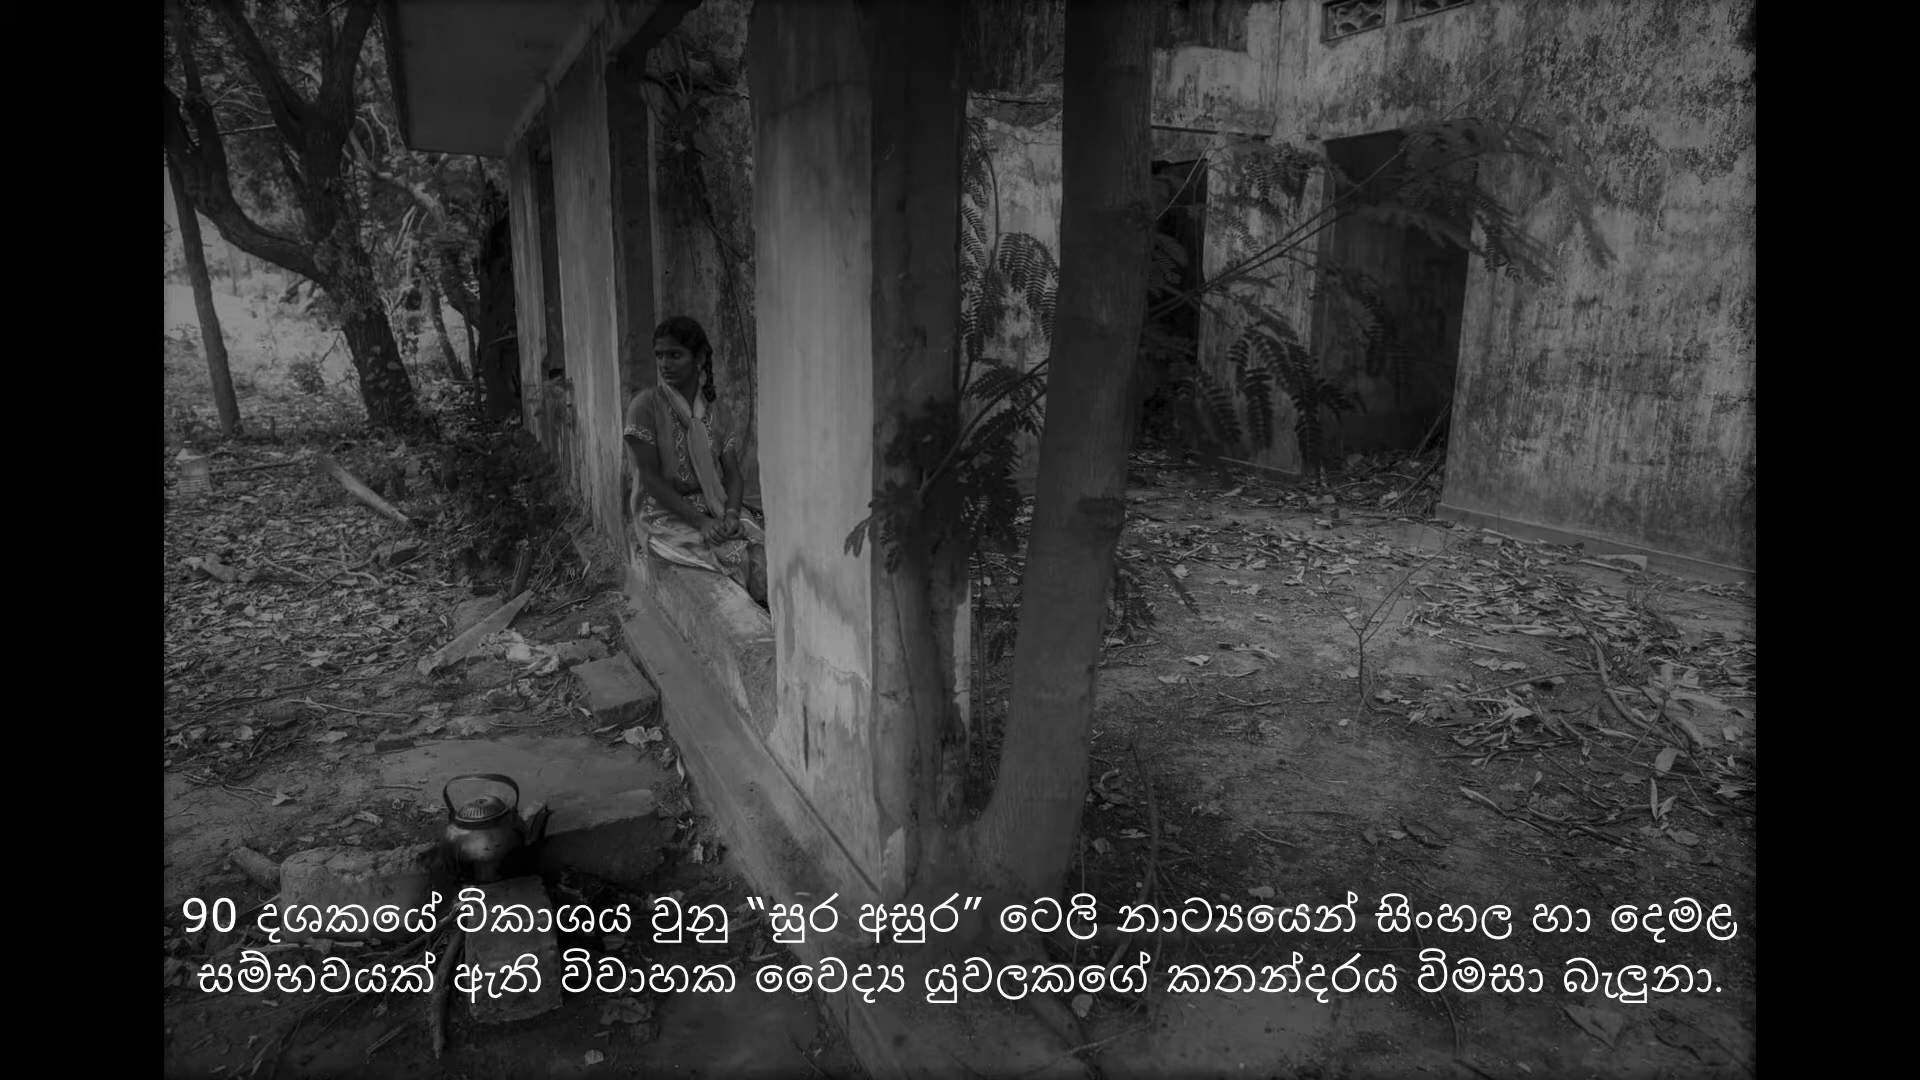 90 දශකයේ විකාශය වුනු “සුර අසුර” ටෙලි නාට්‍යයෙන් සිංහල හා දෙමළ
සම්භවයක් ඇති විවාහක වෛද්‍ය යුවලකගේ කතන්දරය විමසා බැලුනා.